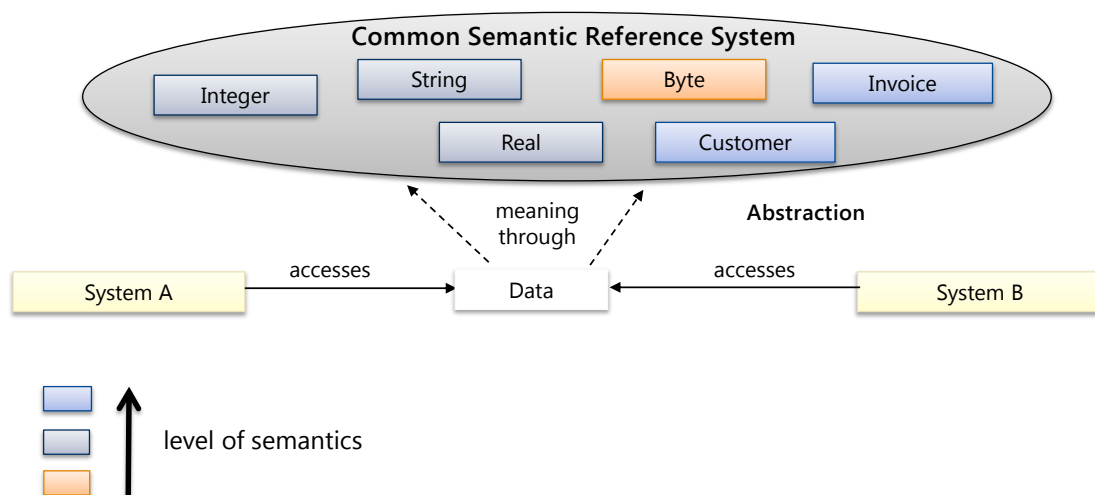 Common Semantic Reference System
Integer
String
Byte
Invoice
Real
Customer
meaning
through
Abstraction
System A
accesses
Data
accesses
System B
level of semantics